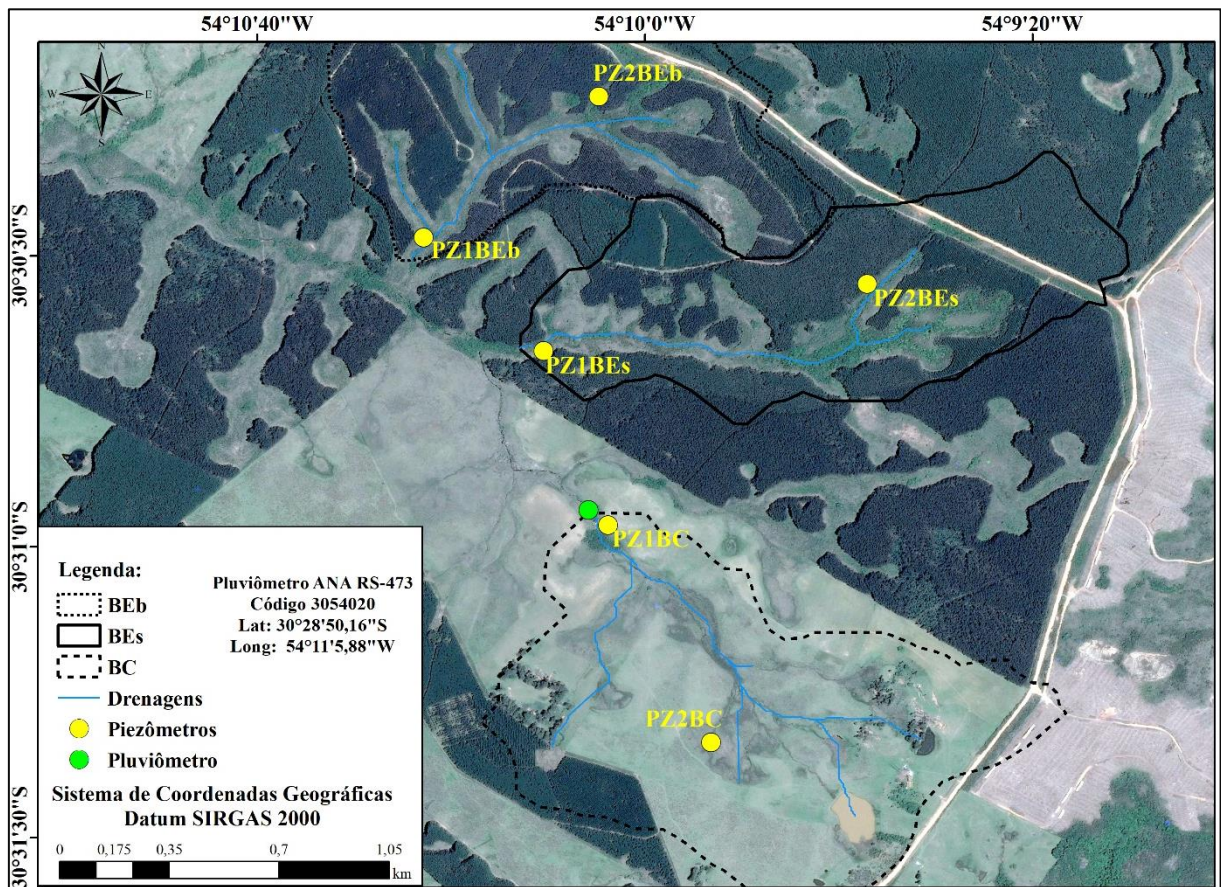 54°10'40"W
54°10'0"W
54°9'20"W
N
W
E
S
PZ2BEb
PZ1BEb
30°30'30"S
PZ2BEs
PZ1BEs
PZ1BC
30°31'0"S
PZ2BC
30°31'30"S
Legenda:
BEb
BEs
BC
Drenagens
Piezômetros
Pluviômetro
Pluviômetro ANA RS-473
Código 3054020
Lat: 30°28'50,16"S
Long: 54°11'5,88"W
Sistema de Coordenadas Geográficas
Datum SIRGAS 2000
0 0,175 0,35 0,7 1,05
km